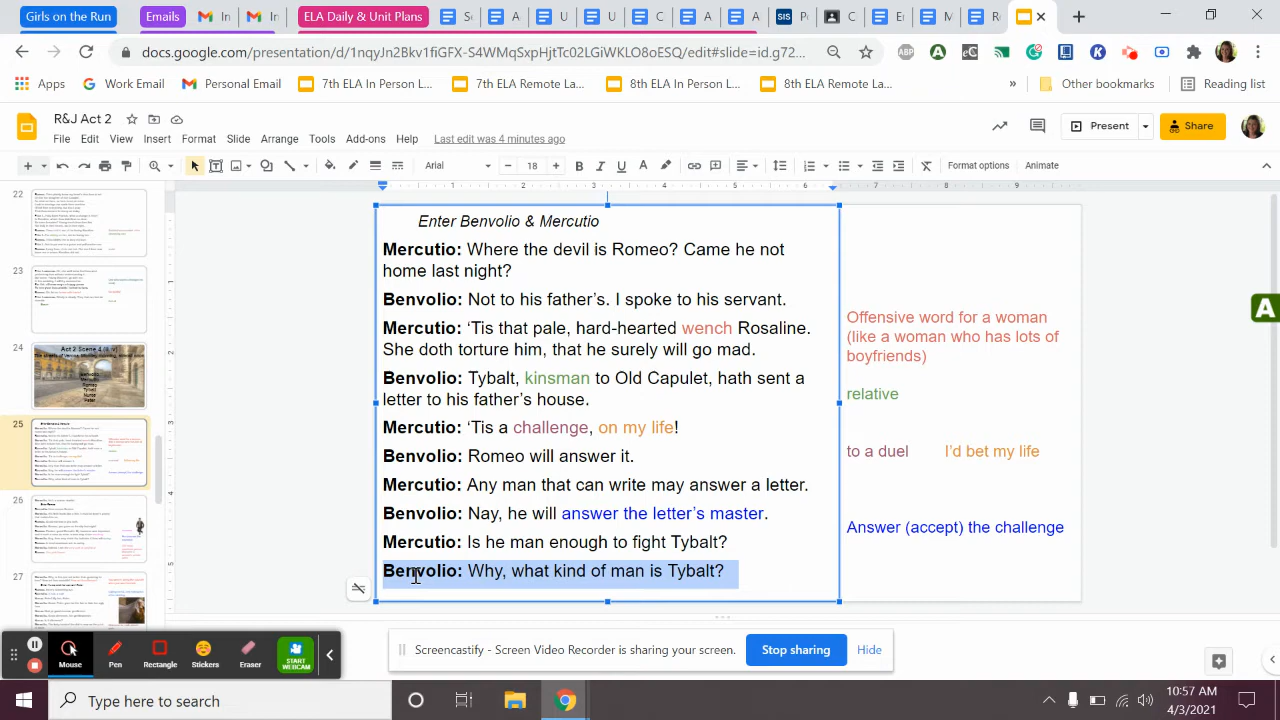 Girls on the Run
Emails
ELA Daily & Unit Plans
docs.google.com/presentation/d/1nqyJn2Bkv1fiGFX-SdVMqSxpHjtTc02LGiWKLO8oESQ/edit#slide=id.g72...
Apps
Work Email
Personal Email
7th ELA In Person L...
7th ELA Remote La...
8th ELA In Person L...
8th ELA Remote La...
Other bookmarks
Reading list
R&J Act 2
File Edit View Insert Format Slide Arrange Tools Add-ons Help
Last edit was 4 minutes ago
Present
Share
Arial
18
Format options
Animate
22
23
24
25
26
27
Enter Benvolio & Mercutio
Mercutio: Where the devil is Romeo? Came he not
home last night?
Benvolio: Not to his father's. I spoke to his servant.
Mercutio: 'Tis that pale, hard-hearted wench Rosaline.
She doth torment him that he surely will go mad.
Benvolio: Tybalt, kinsman to Old Capulet, hath sent a
letter to his father's house.
Mercutio: A challenge, on my life!
Benvolio: Romeo will answer it.
Mercutio: Any man that can write may answer a letter.
Benvolio: Nay, he will answer the letter's master.
Mercutio: Is he man enough to fight Tybalt?
Benvolio: Why what kind of man is Tybalt?
Offensive word for a woman
(like a woman who has lots of
boyfriends)
relative
to a duel
I'd bet my life
Answer (accept) the challenge
Mouse
Pen
Rectangle
Stickers
Eraser
START
WEBCAM
Screencastify - Screen Video Recorder is sharing your screen.
Stop sharing
Hide
Type here to search
10:57 AM
4/3/2021